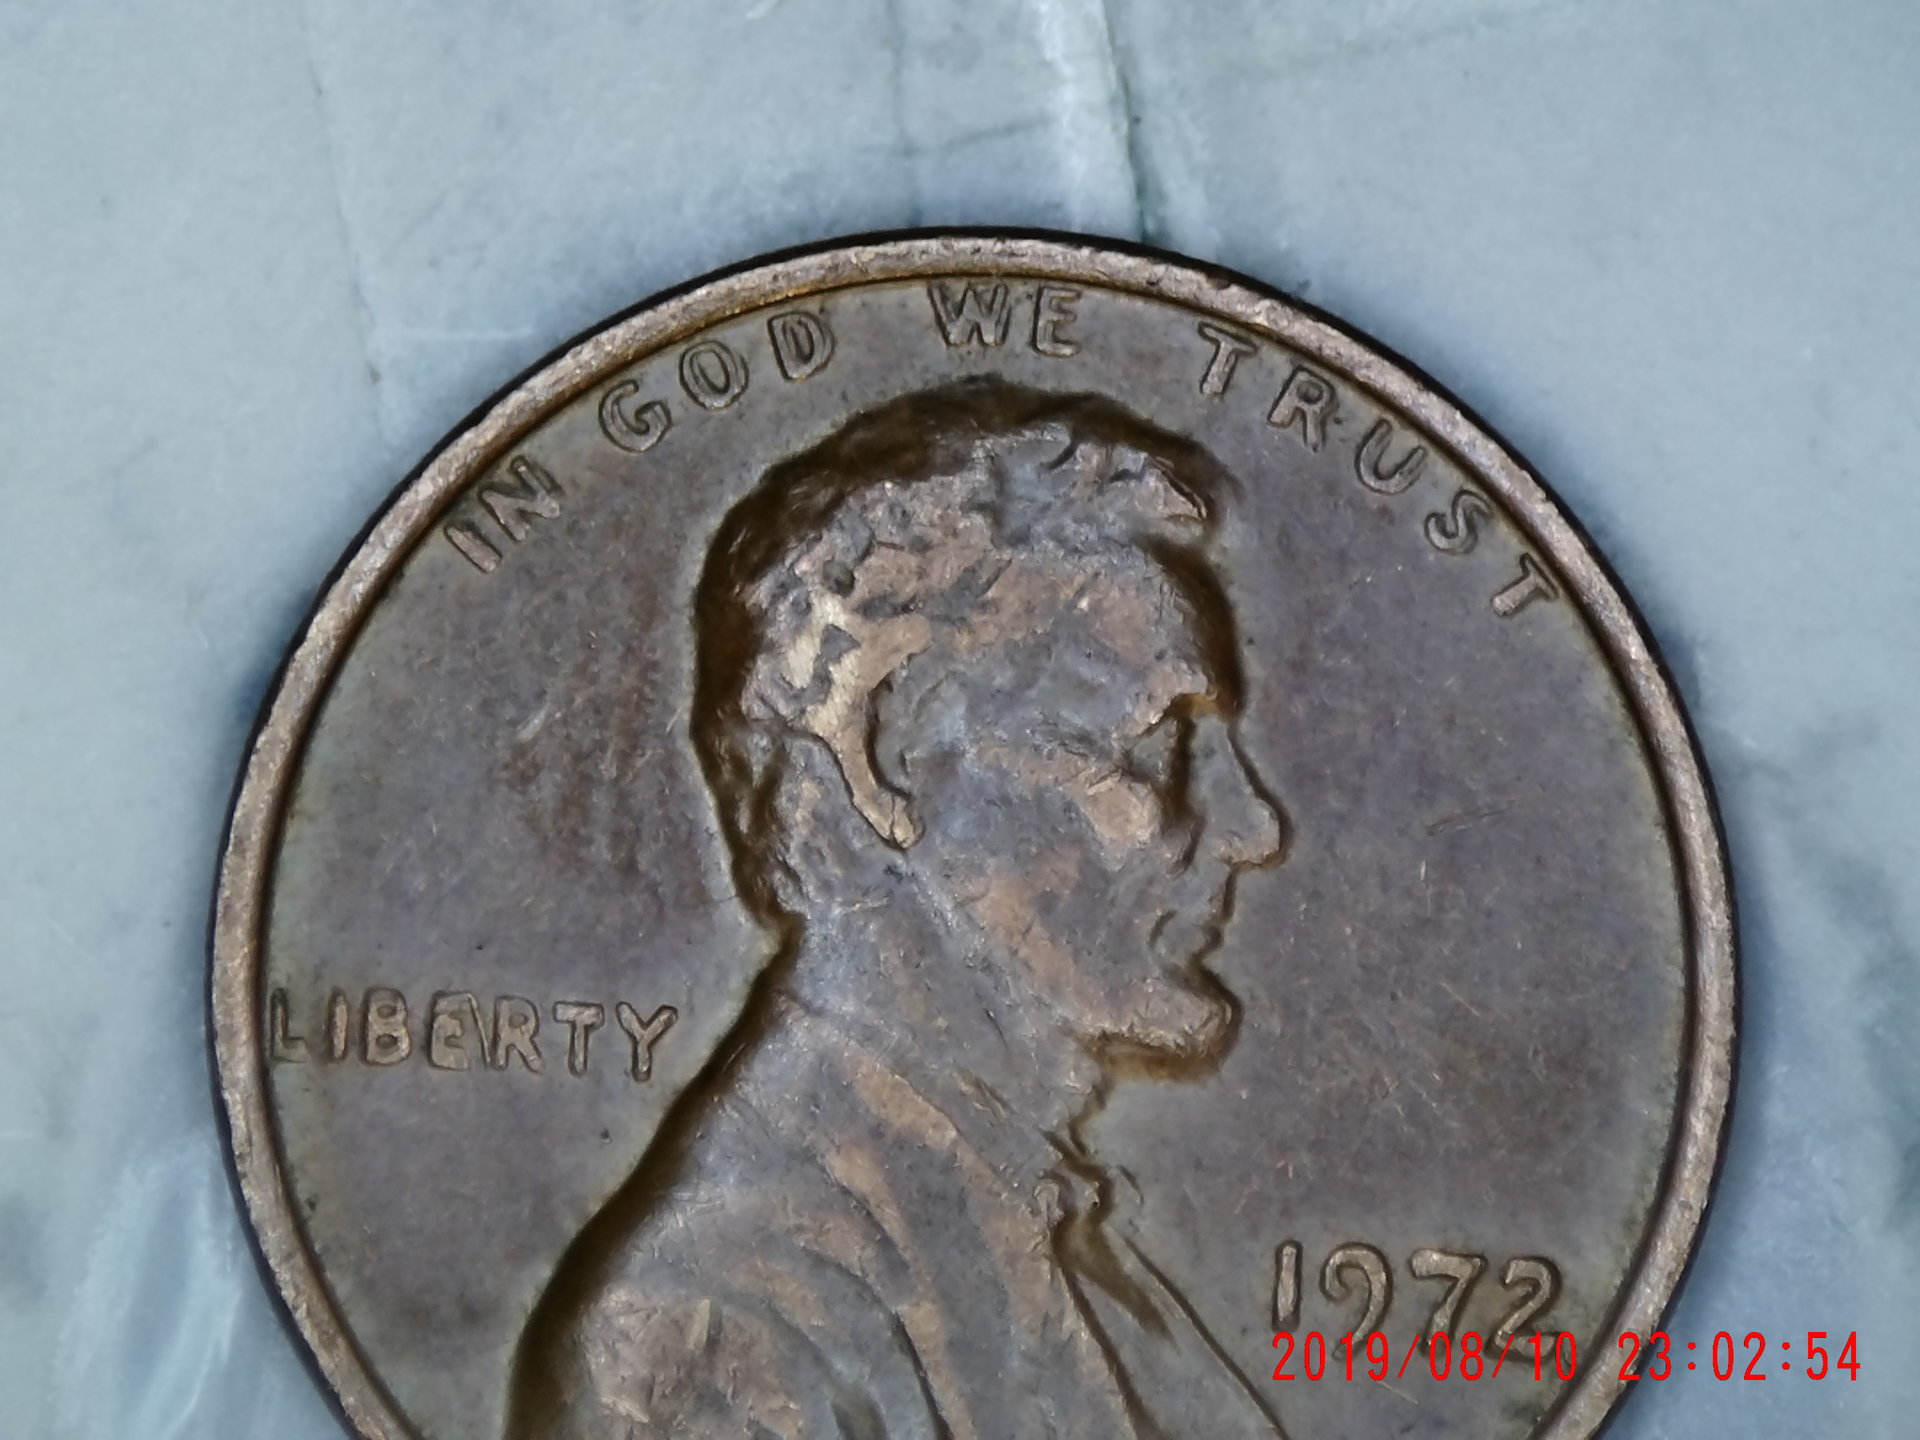 IN GOD WE TRUST
LIBERTY
1972
2019/08/10 23:02:54